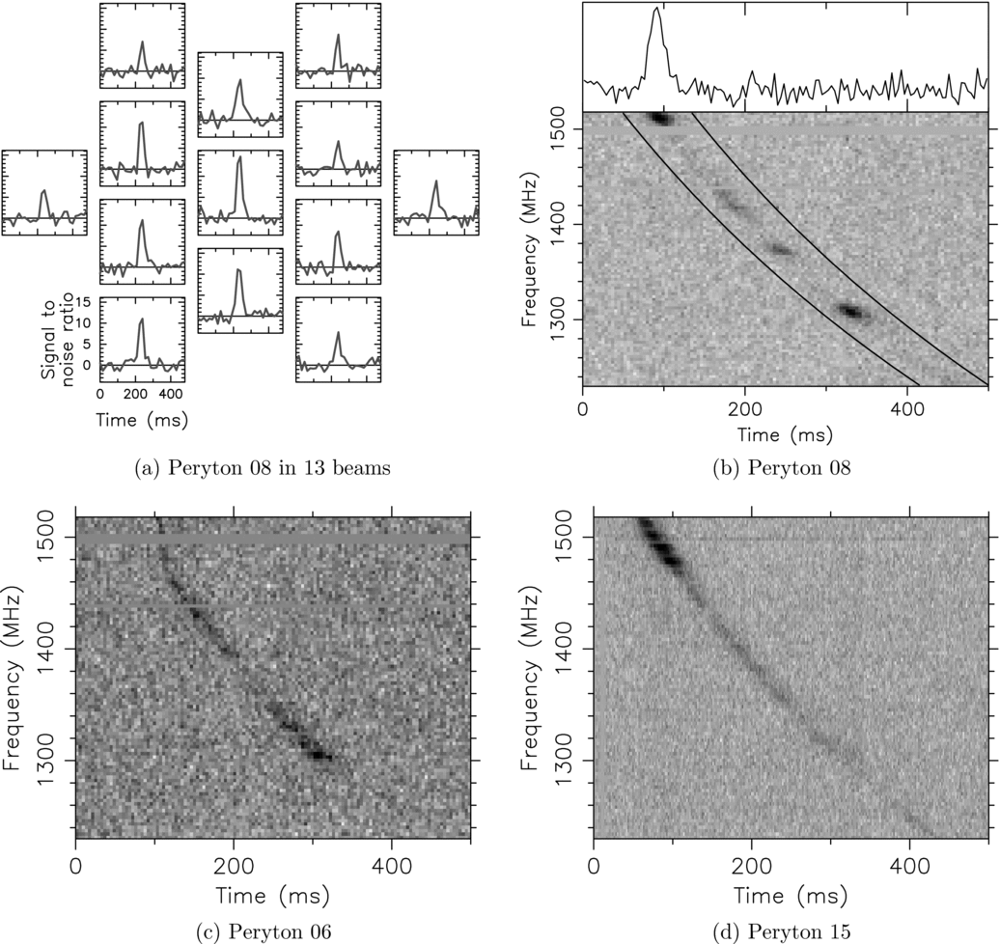 Signal to
noise ratio
15
10
5
0
0 200 400
Time (ms)
(a) Peryton 08 in 13 beams
Frequency (MHz)
1500
1400
1300
0 200 400
Time (ms)
(b) Peryton 08
Frequency (MHz)
1500
1400
1300
0 200 400
Time (ms)
(c) Peryton 06
Frequency (MHz)
1500
1400
1300
0 200 400
Time (ms)
(d) Peryton 15